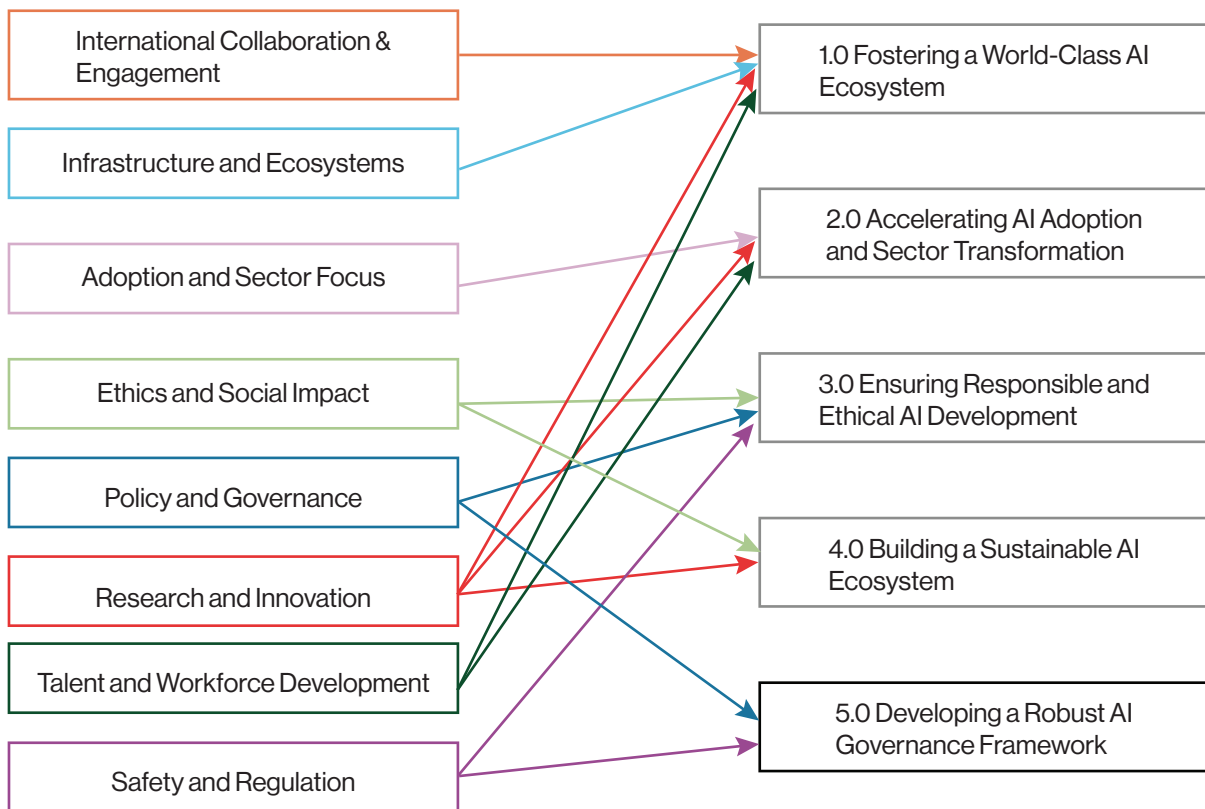 International Collaboration &
Engagement
Infrastructure and Ecosystems
Adoption and Sector Focus
Ethics and Social Impact
Policy and Governance
Research and Innovation
Talent and Workforce Development
Safety and Regulation
1.0 Fostering a World-Class AI
Ecosystem
2.0 Accelerating AI Adoption
and Sector Transformation
3.0 Ensuring Responsible and
Ethical AI Development
4.0 Building a Sustainable AI
Ecosystem
5.0 Developing a Robust AI
Governance Framework